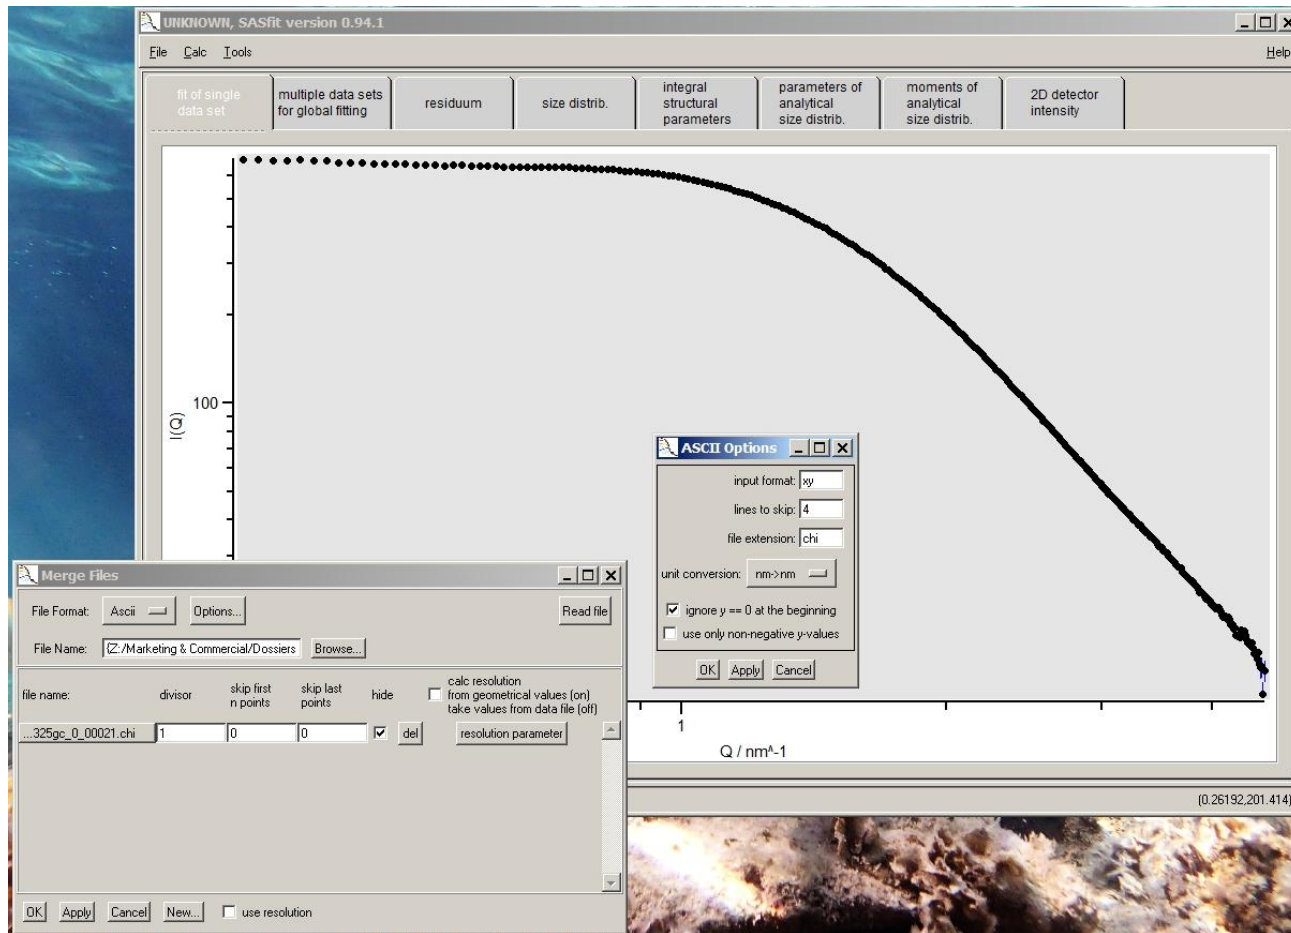 UNKNOWN, SASfit version 0.94.1
File Calc Tools Help
fit of single
data set
multiple data sets
for global fitting
residuum
size distrib.
integral
structural
parameters
parameters of
analytical
size distrib.
moments of
analytical
size distrib.
2D detector
intensity
I(Q)
100
1
Q / nm^-1
(0.26192,201.414)
ASCII Options
input format: xy
lines to skip: 4
file extension: chi
unit conversion: nm->nm
ignore y == 0 at the beginning
use only non-negative y-values
OK Apply Cancel
Merge Files
File Format: Ascii Options... Read file
File Name: {Z:/Marketing & Commercial/Dossiers Browse...
file name: divisor skip first
n points skip last
points hide calc resolution
from geometrical values (on)
take values from data file (off)
...325gc_0_00021.chi 1 0 0 del resolution parameter
OK Apply Cancel New... use resolution